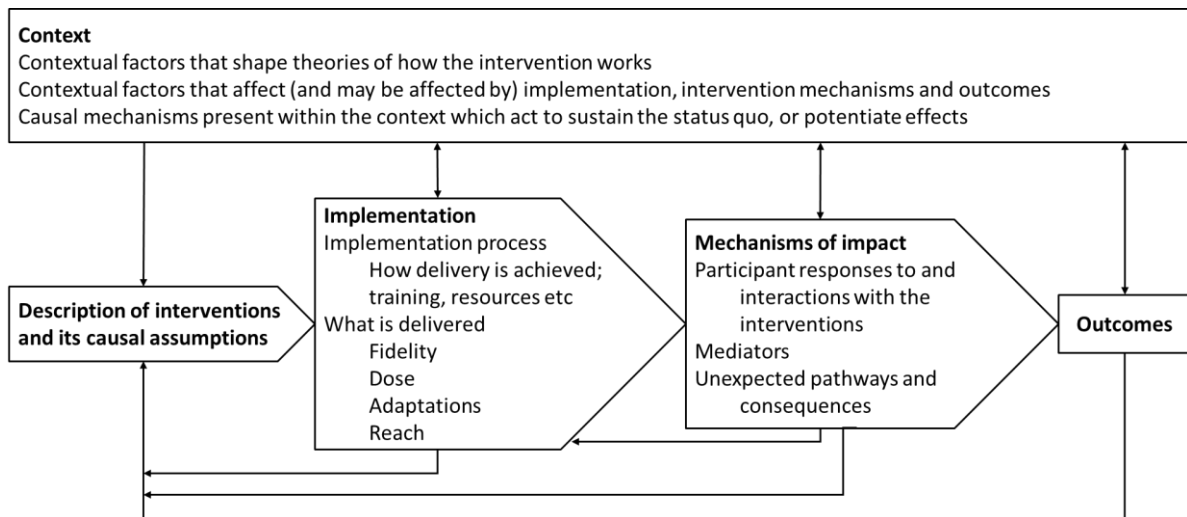 Context
Contextual factors that shape theories of how the intervention works
Contextual factors that affect (and may be affected by) implementation, intervention mechanisms and outcomes
Causal mechanisms present within the context which act to sustain the status quo, or potentiate effects
Description of interventions
and its causal assumptions
Implementation
Implementation process
How delivery is achieved;
training, resources etc
What is delivered
Fidelity
Dose
Adaptations
Reach
Mechanisms of impact
Participant responses to and
interactions with the
interventions
Mediators
Unexpected pathways and
consequences
Outcomes